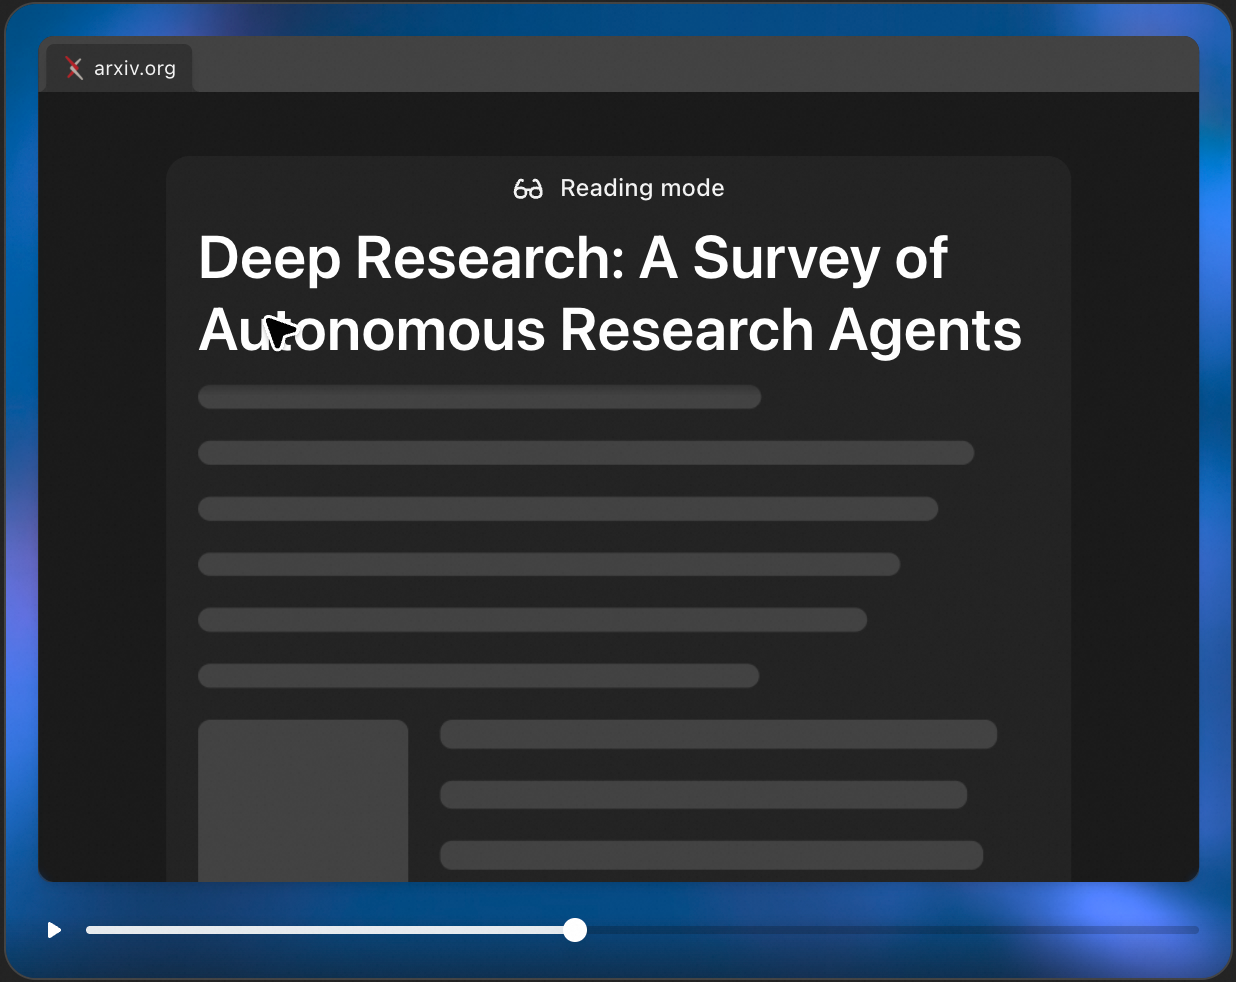 arxiv.org
Reading mode
Deep Research: A Survey of
Autonomous Research Agents